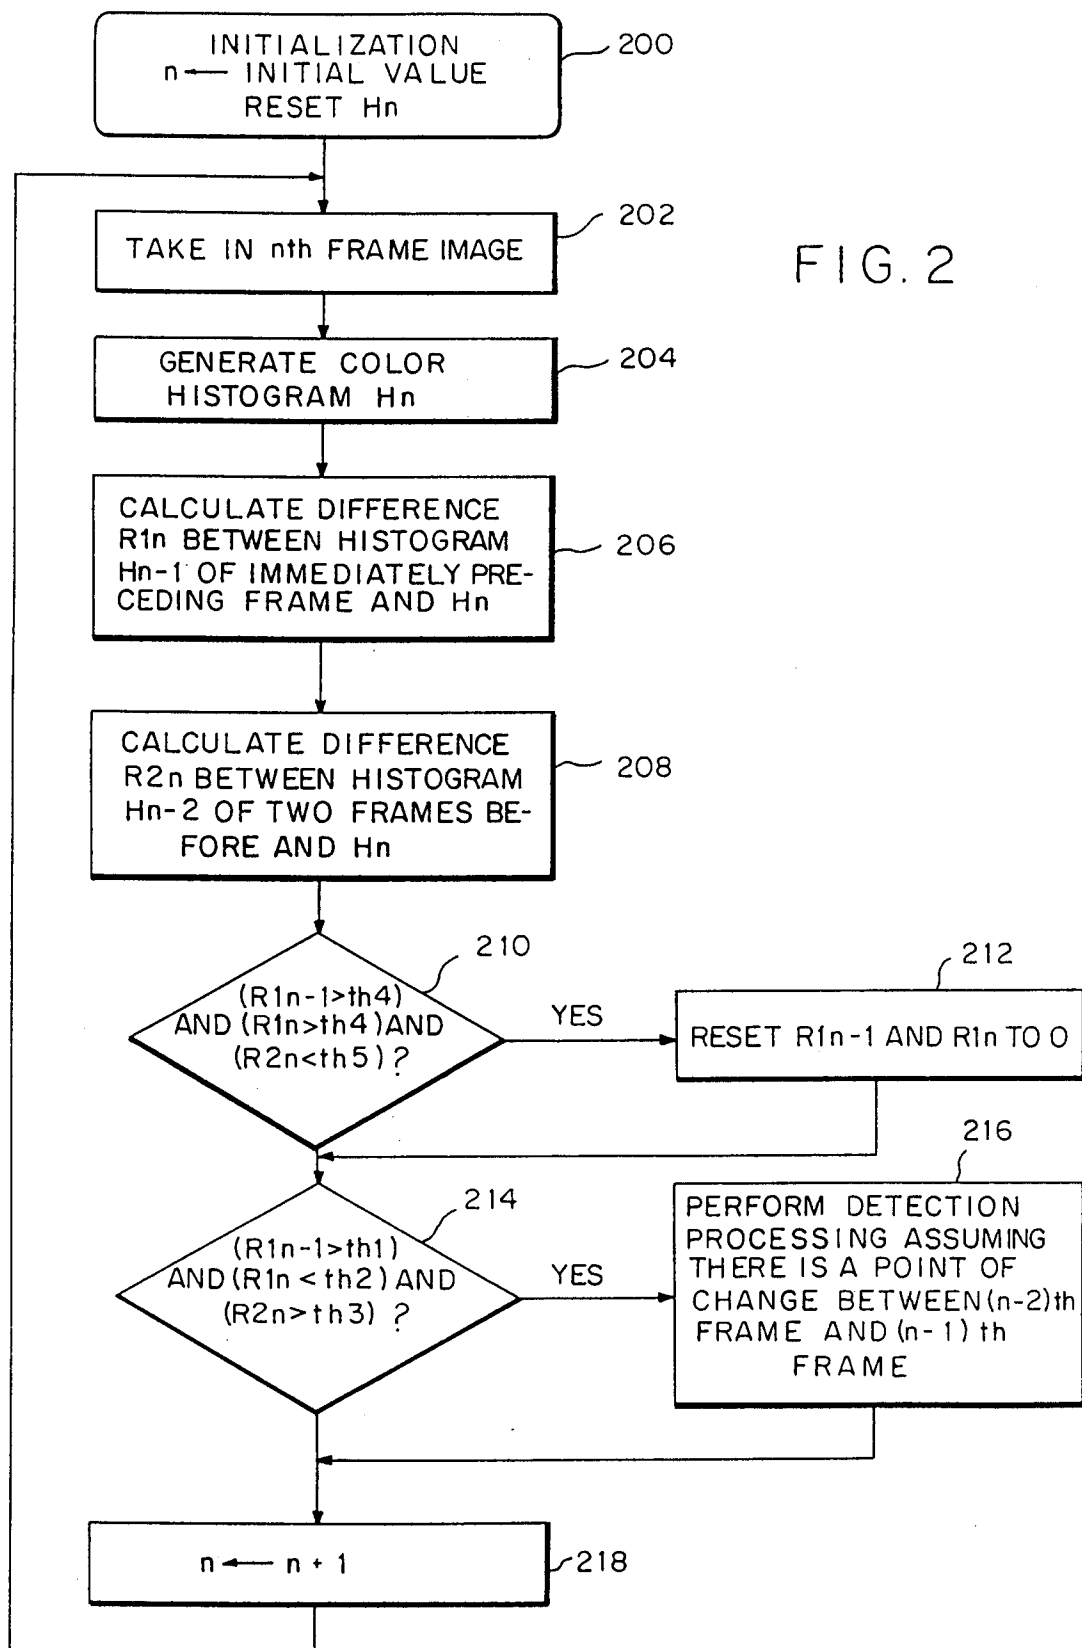 INITIALIZATION
n ← INITIAL VALUE
RESET Hn
200
TAKE IN nth FRAME IMAGE
202
FIG. 2
GENERATE COLOR
HISTOGRAM Hn
204
CALCULATE DIFFERENCE
R1n BETWEEN HISTOGRAM
Hn-1 OF IMMEDIATELY PRE-
CEDING FRAME AND Hn
206
CALCULATE DIFFERENCE
R2n BETWEEN HISTOGRAM
Hn-2 OF TWO FRAMES BE-
FORE AND Hn
208
210
(R1n-1>th4)
AND (R1n>th4) AND
(R2n<th5) ?
YES
212
RESET R1n-1 AND R1n TO 0
214
(R1n-1>th1)
AND (R1n<th2) AND
(R2n>th3) ?
YES
216
PERFORM DETECTION
PROCESSING ASSUMING
THERE IS A POINT OF
CHANGE BETWEEN (n-2)th
FRAME AND (n-1) th
FRAME
n ← n + 1
218